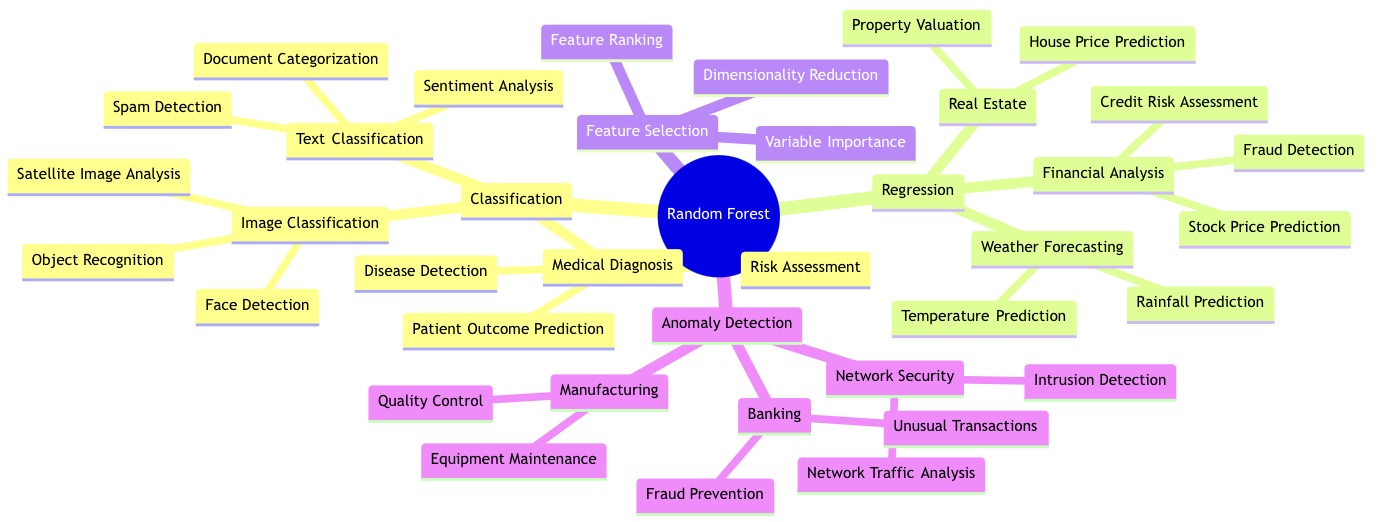 Property Valuation
Feature Ranking
House Price Prediction
Document Categorization
Dimensionality Reduction
Sentiment Analysis
Credit Risk Assessment
Real Estate
Spam Detection
Feature Selection
Text Classification
Variable Importance
Fraud Detection
Satellite Image Analysis
Financial Analysis
Regression
Classification
Random Forest
Image Classification
Stock Price Prediction
Weather Forecasting
Object Recognition
Medical Diagnosis
Risk Assessment
Disease Detection
Rainfall Prediction
Face Detection
Temperature Prediction
Anomaly Detection
Patient Outcome Prediction
Network Security
Intrusion Detection
Manufacturing
Quality Control
Banking
Unusual Transactions
Equipment Maintenance
Network Traffic Analysis
Fraud Prevention